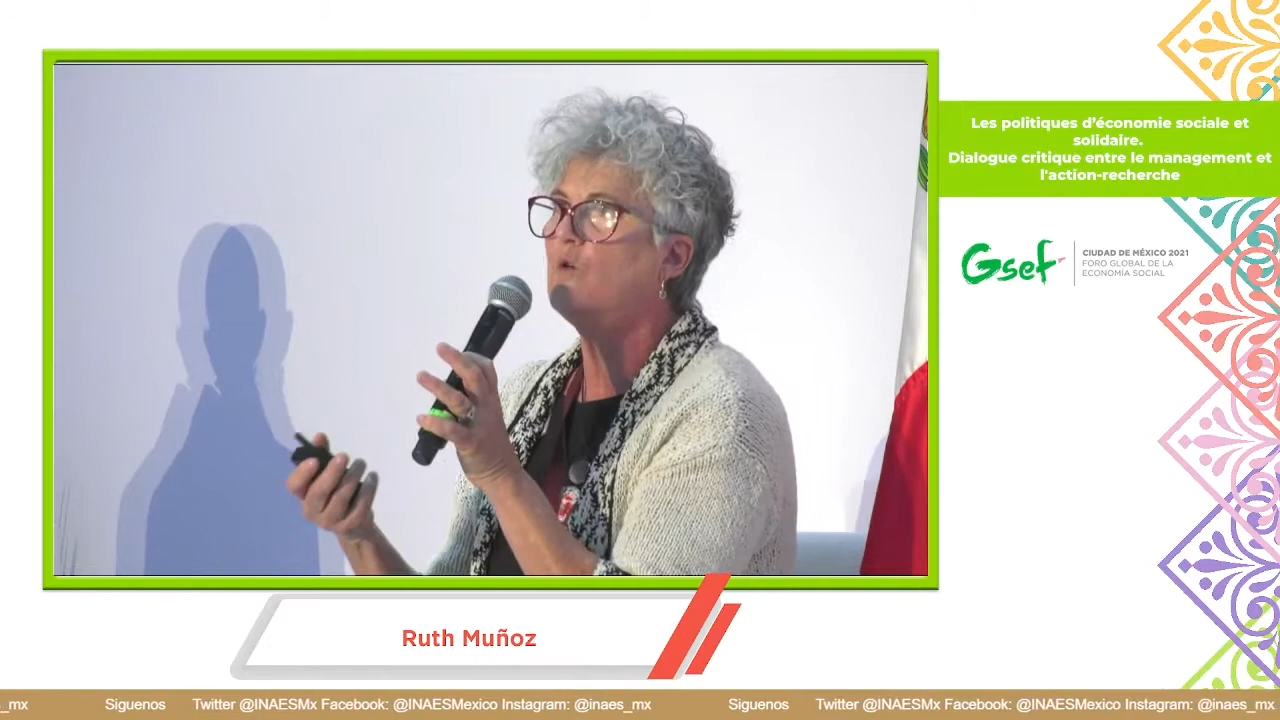 Les politiques d'économie sociale et
solidaire.
Dialogue critique entre le management et
l'action-recherche
Gsef
CIUDAD DE MÉXICO 2021
FORO GLOBAL DE LA
ECONOMÍA SOCIAL
Ruth Muñoz
_mx Siguenos Twitter @INAESMx Facebook: @INAESMexico Instagram: @inaes_mx Siguenos Twitter @INAESMx Facebook: @INAESMexico Instagram: @inaes_mx